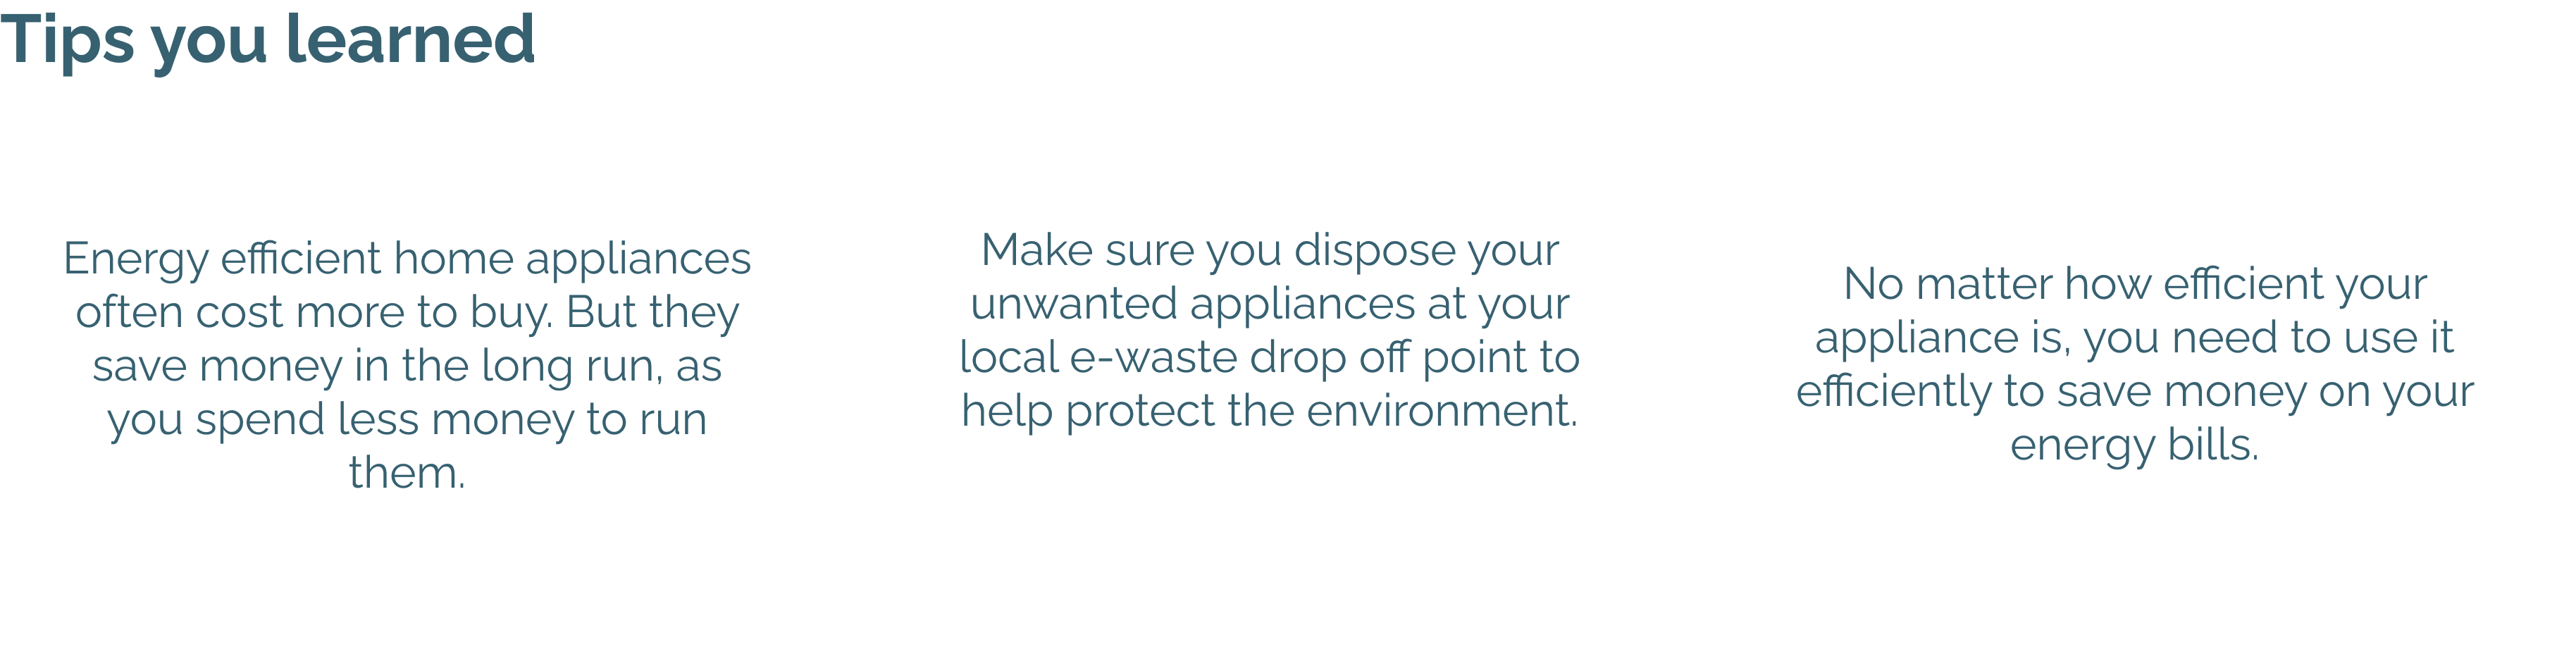 Tips you learned
Energy efficient home appliances
often cost more to buy. But they
save money in the long run, as
you spend less money to run
them.
Make sure you dispose your
unwanted appliances at your
local e-waste drop off point to
help protect the environment.
No matter how efficient your
appliance is, you need to use it
efficiently to save money on your
energy bills.